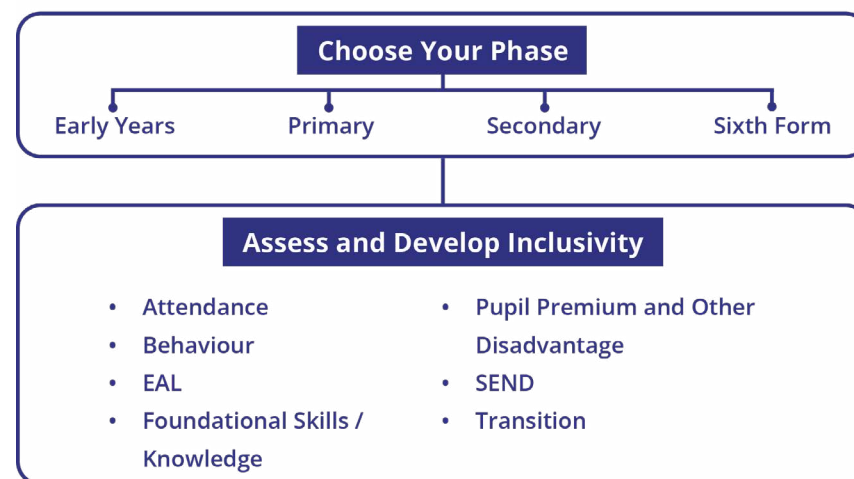 Choose Your Phase
Early Years
Primary
Secondary
Sixth Form
Assess and Develop Inclusivity
• Attendance
• Behaviour
• EAL
• Foundational Skills /
Knowledge
• Pupil Premium and Other
Disadvantage
• SEND
• Transition